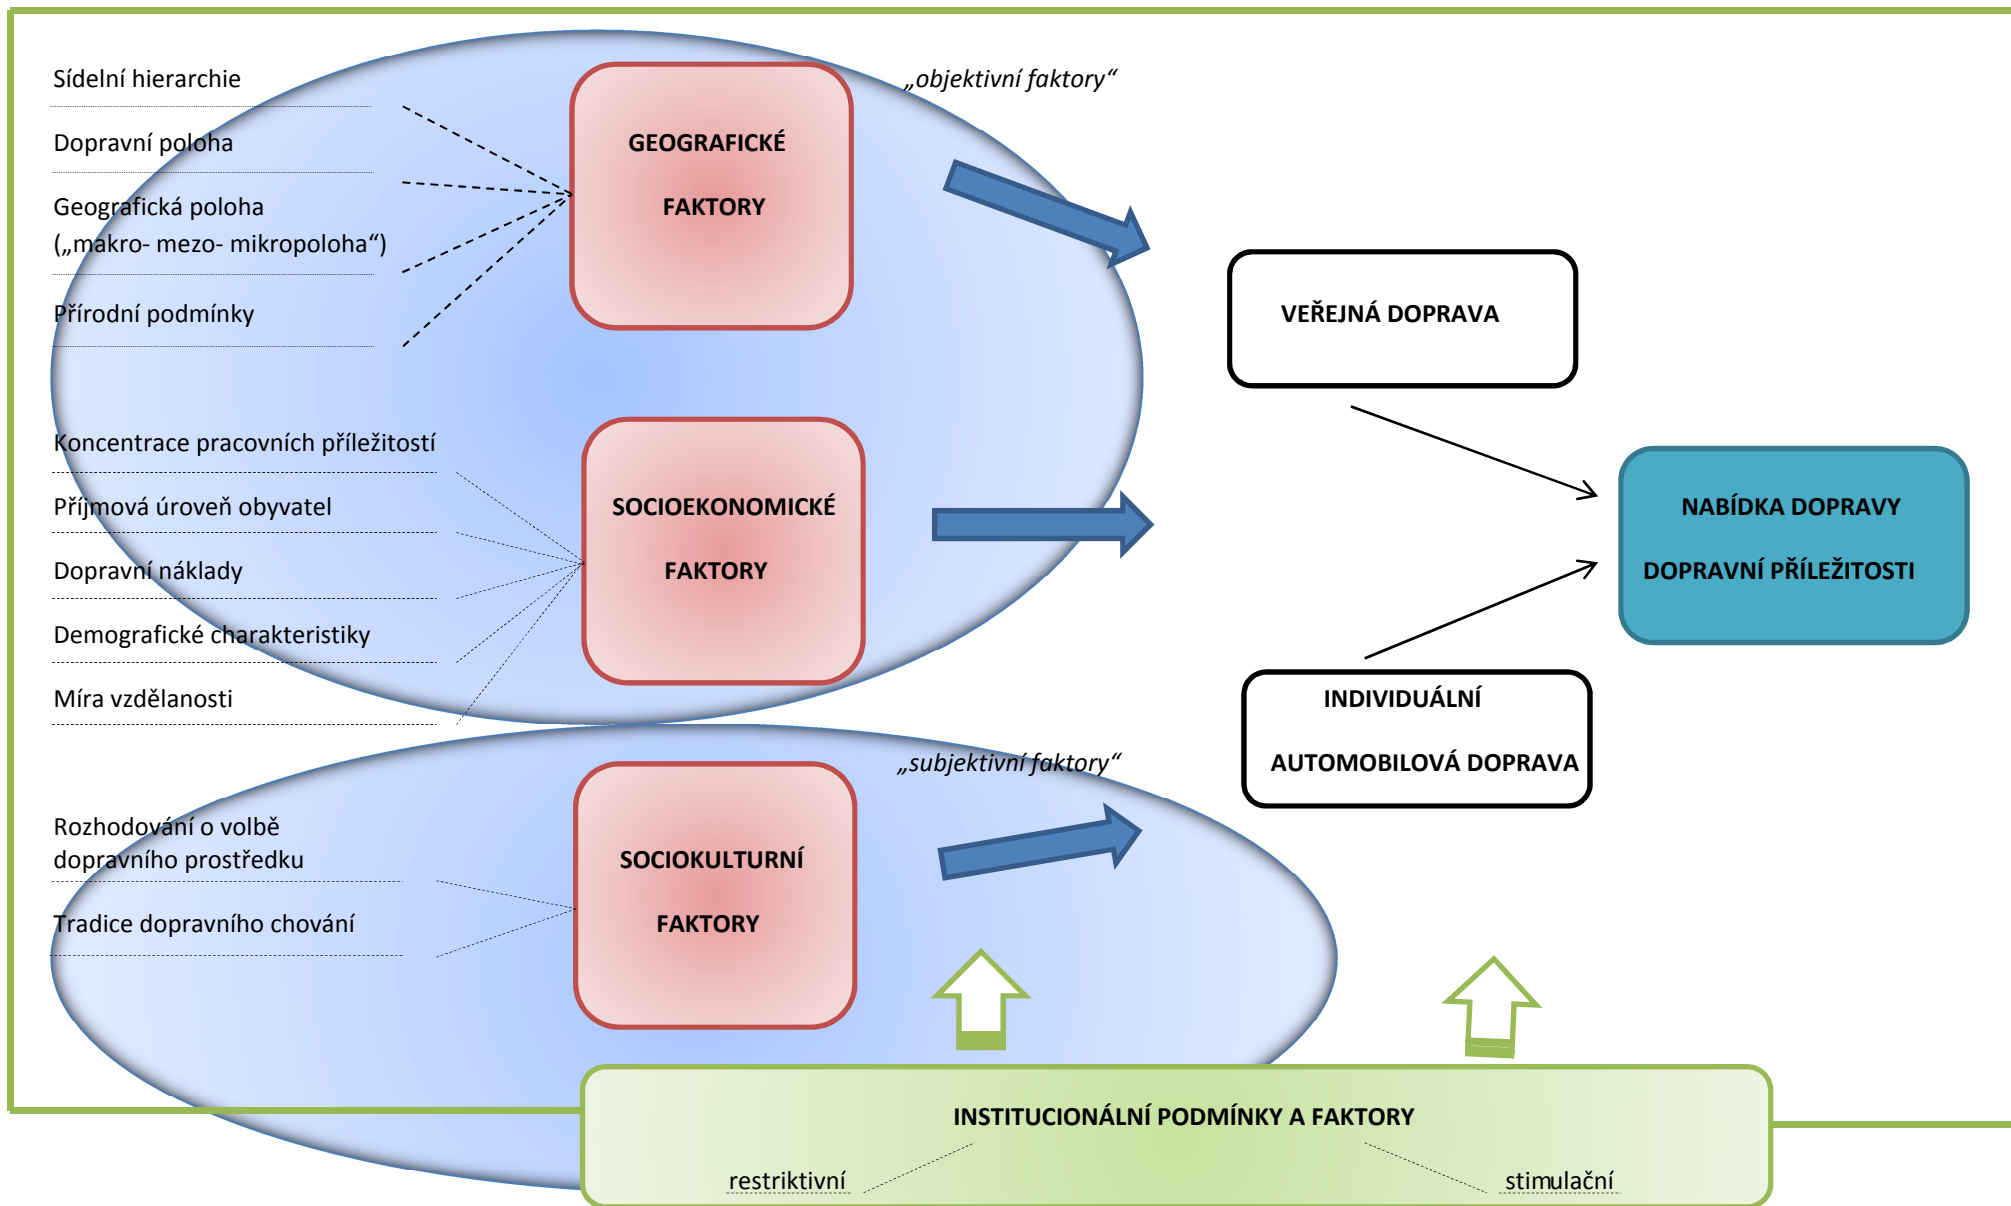 Sídelní hierarchie
Dopravní poloha
Geografická poloha
(„makro- mezo- mikropoloha“)
Přírodní podmínky
GEOGRAFICKÉ
FAKTORY
„objektivní faktory“
Koncentrace pracovních příležitostí
Příjmová úroveň obyvatel
Dopravní náklady
Demografické charakteristiky
Míra vzdělanosti
SOCIOEKONOMICKÉ
FAKTORY
VEŘEJNÁ DOPRAVA
NABÍDKA DOPRAVY
DOPRAVNÍ PŘÍLEŽITOSTI
INDIVIDUÁLNÍ
AUTOMOBILOVÁ DOPRAVA
„subjektivní faktory“
Rozhodování o volbě
dopravního prostředku
Tradice dopravního chování
SOCIOKULTURNÍ
FAKTORY
INSTITUCIONÁLNÍ PODMÍNKY A FAKTORY
restriktivní
stimulační